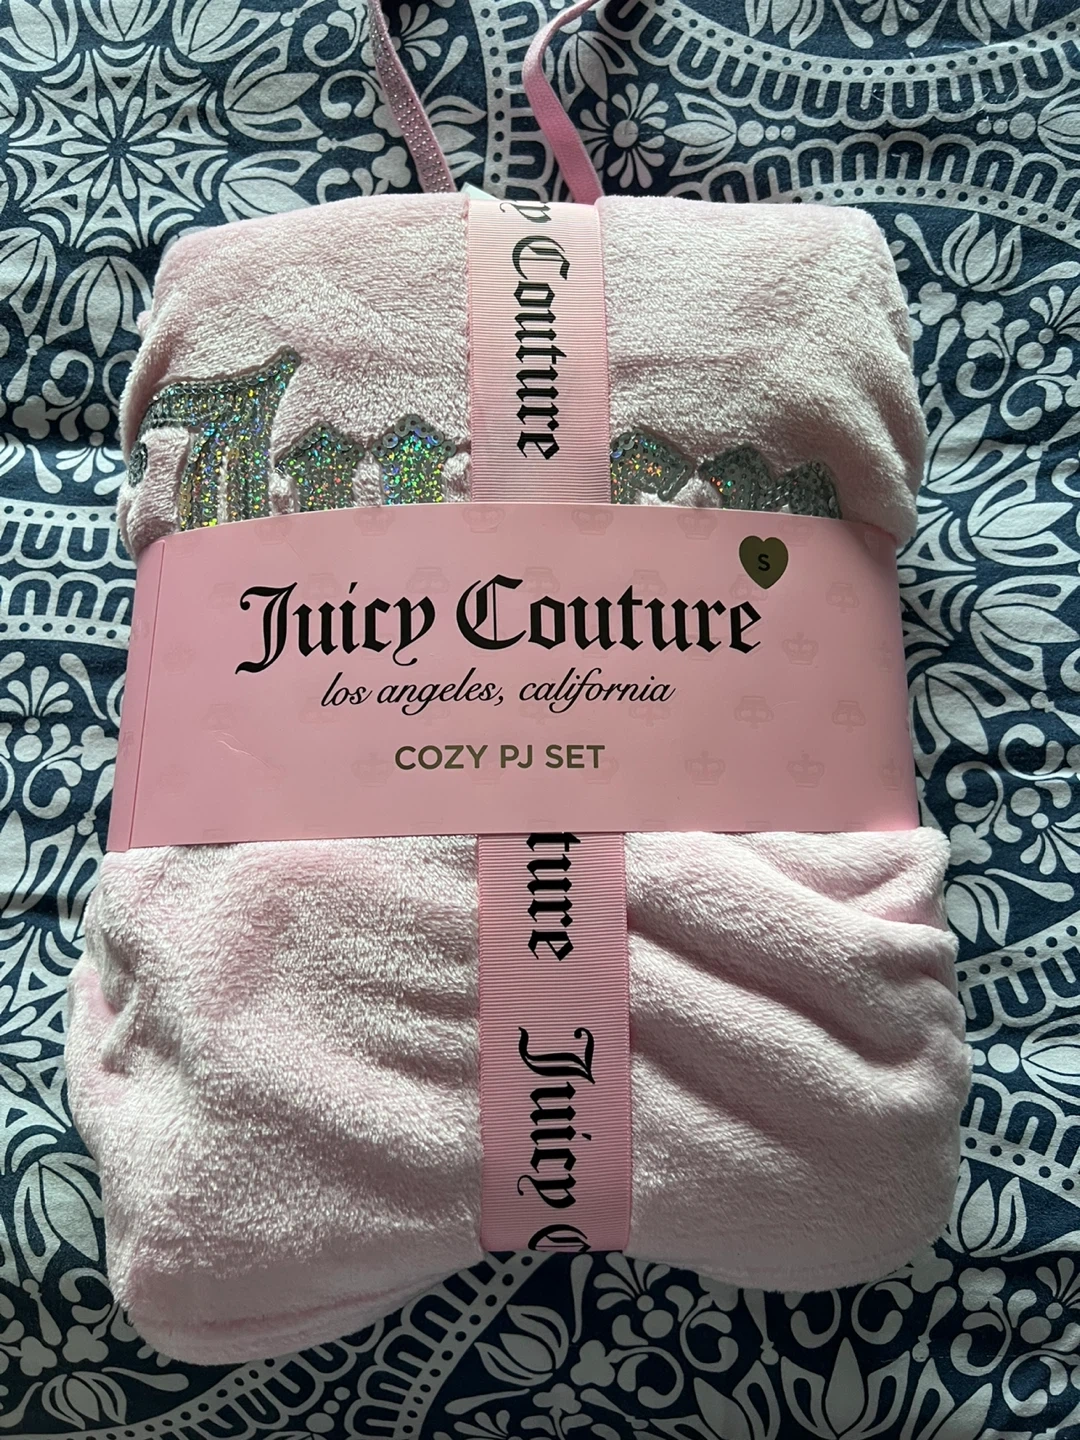 Couture
S
Juicy Couture
los angeles, california
COZY PJ SET
Juicy